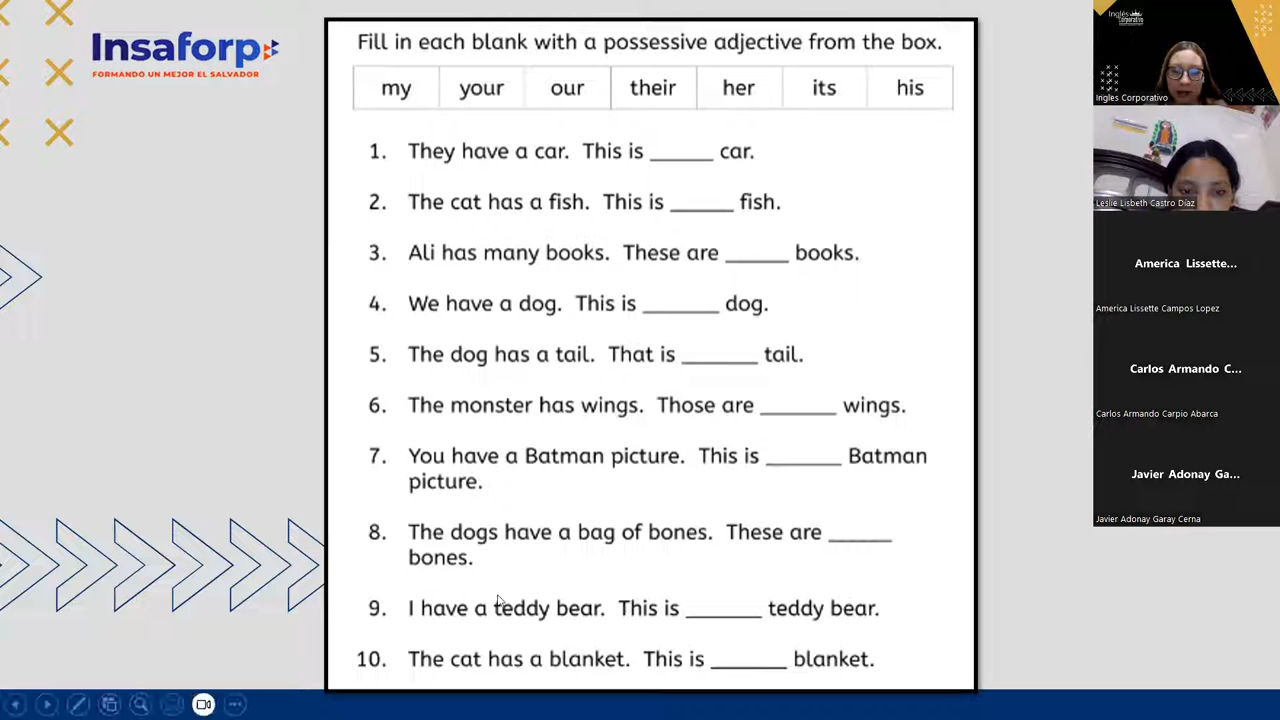 Insaforp
FORMANDO UN MEJOR EL SALVADOR
Fill in each blank with a possessive adjective from the box.
my your our their her its his
1. They have a car. This is ______ car.
2. The cat has a fish. This is ______ fish.
3. Ali has many books. These are ______ books.
4. We have a dog. This is _______ dog.
5. The dog has a tail. That is _______ tail.
6. The monster has wings. Those are _______ wings.
7. You have a Batman picture. This is _______ Batman
picture.
8. The dogs have a bag of bones. These are ______
bones.
9. I have a teddy bear. This is _______ teddy bear.
10. The cat has a blanket. This is _______ blanket.
Inglés
Corporativo
Ingles Corporativo
Leslie Lisbeth Castro Díaz
America Lissette...
America Lissette Campos Lopez
Carlos Armando C...
Carlos Armando Carpio Abarca
Javier Adonay Ga...
Javier Adonay Garay Cerna